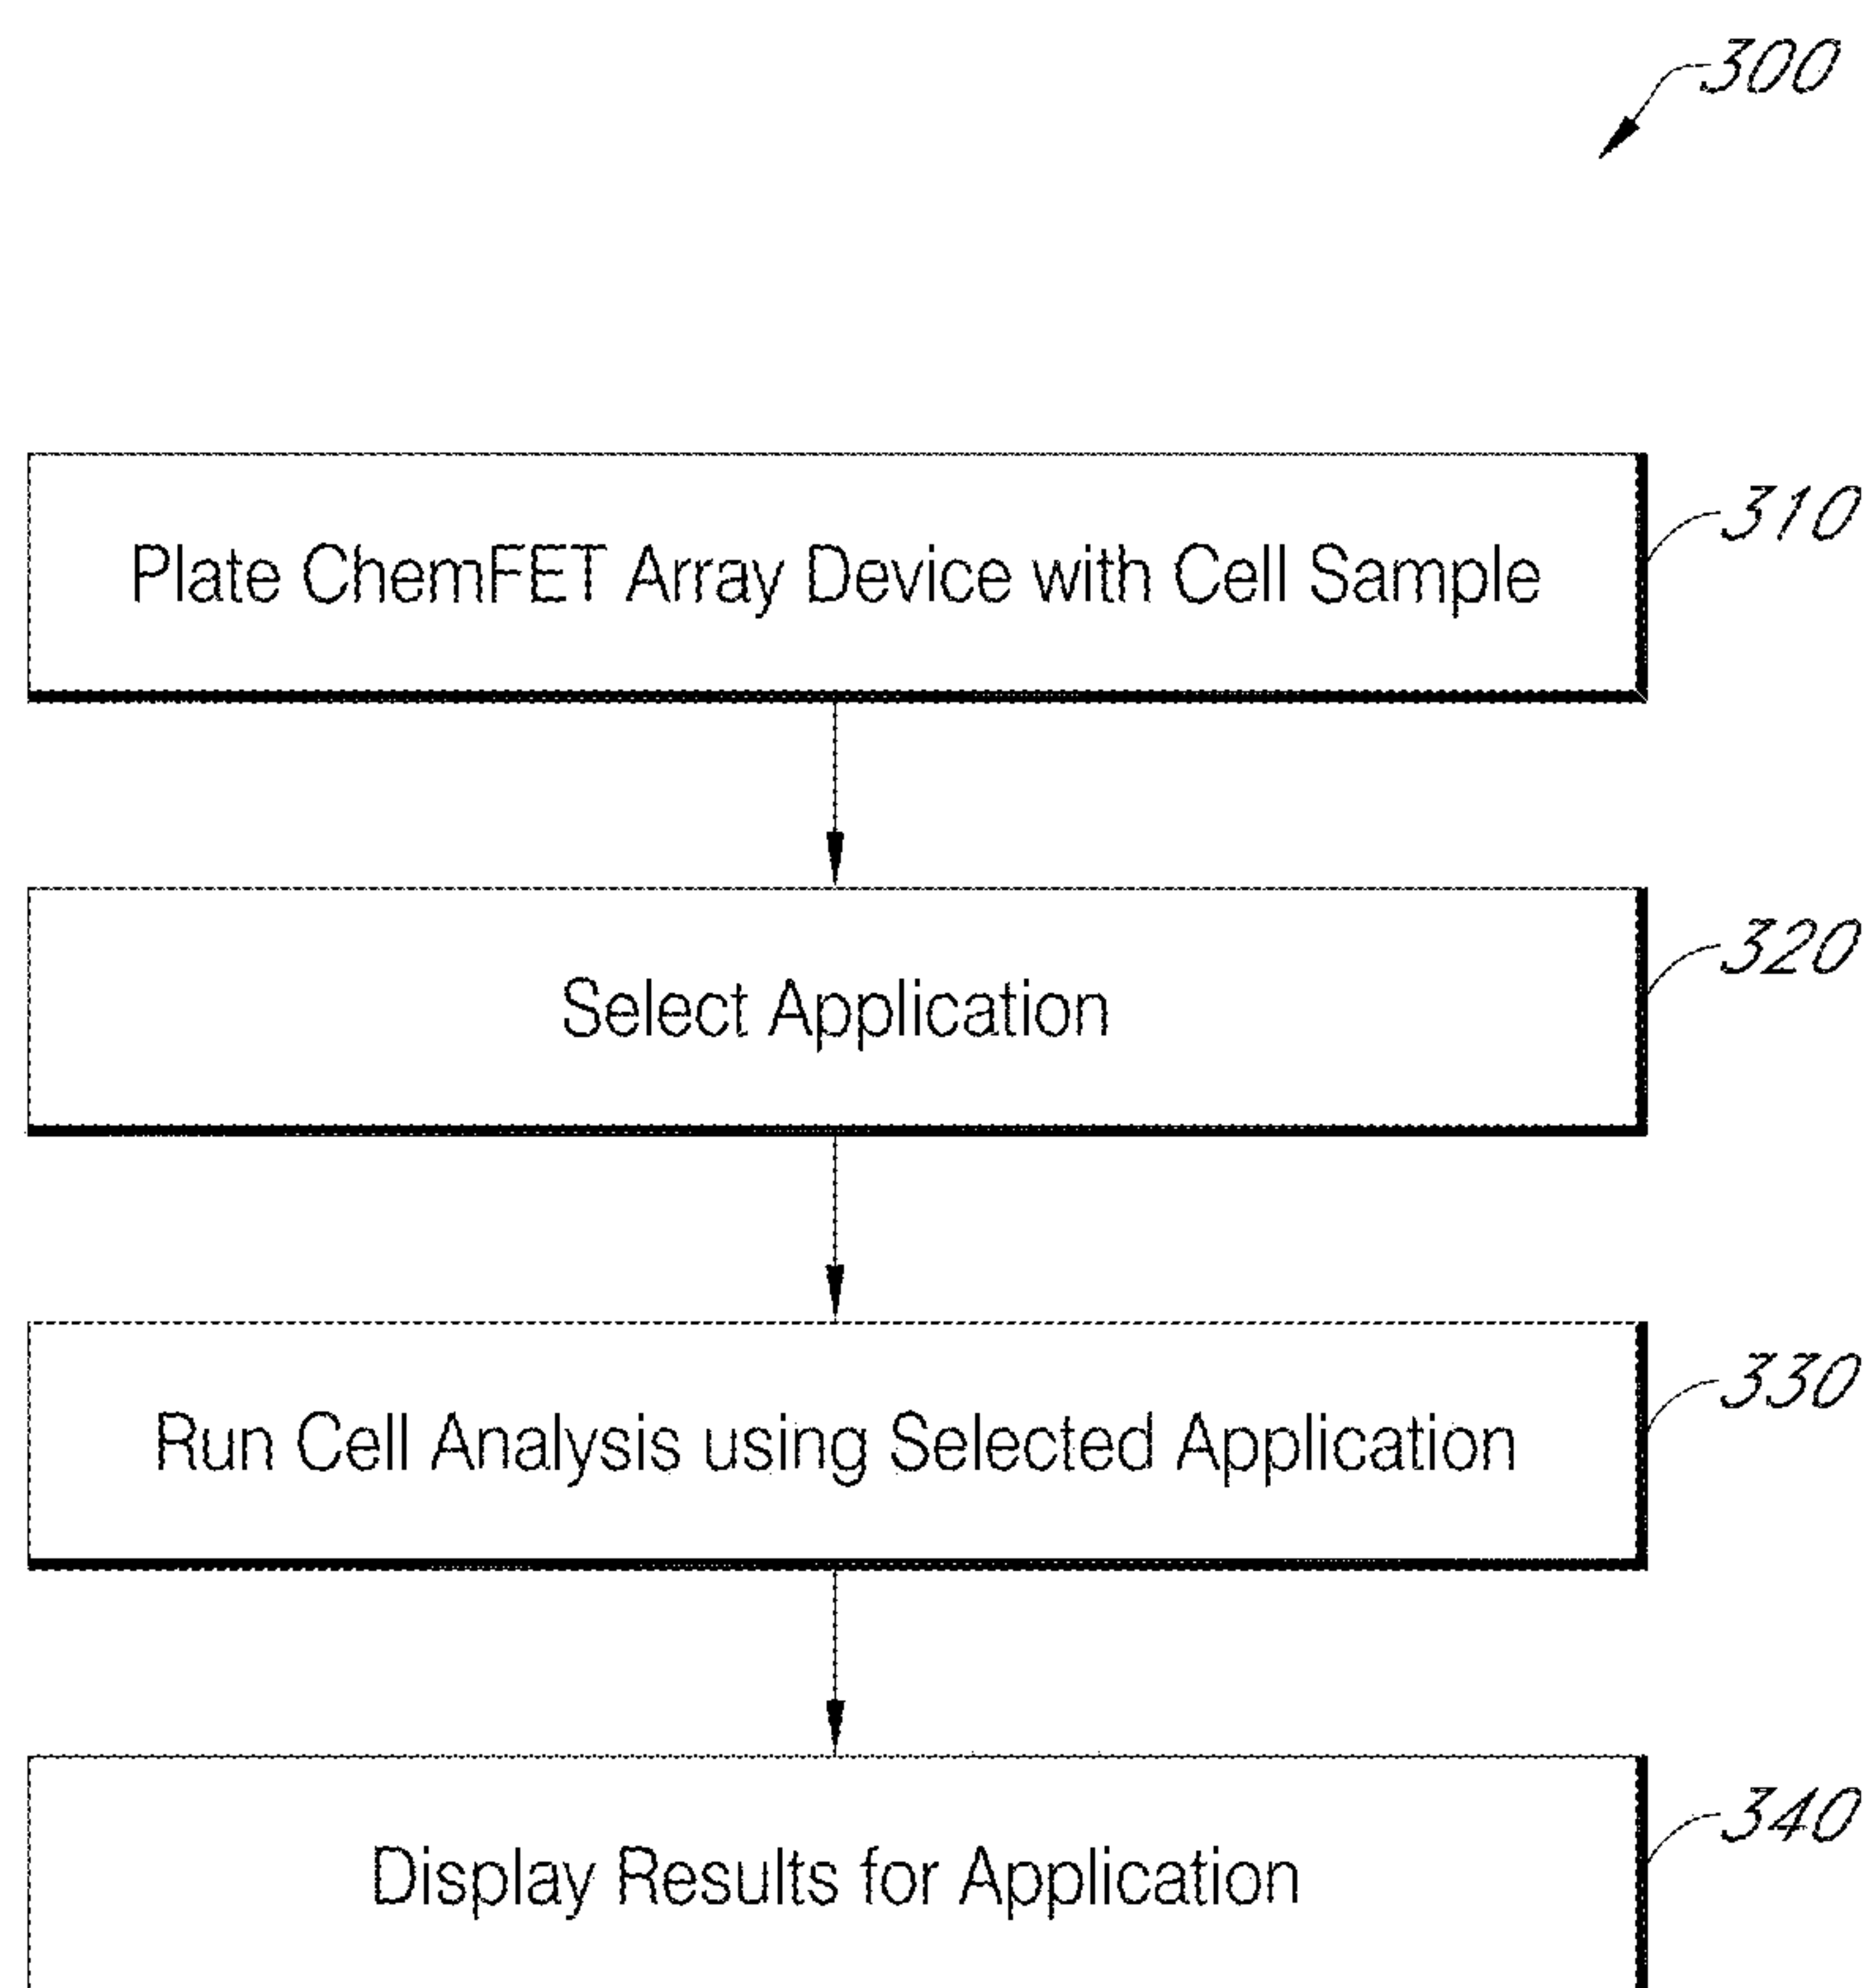 300
Plate ChemFET Array Device with Cell Sample
310
Select Application
320
Run Cell Analysis using Selected Application
330
Display Results for Application
340